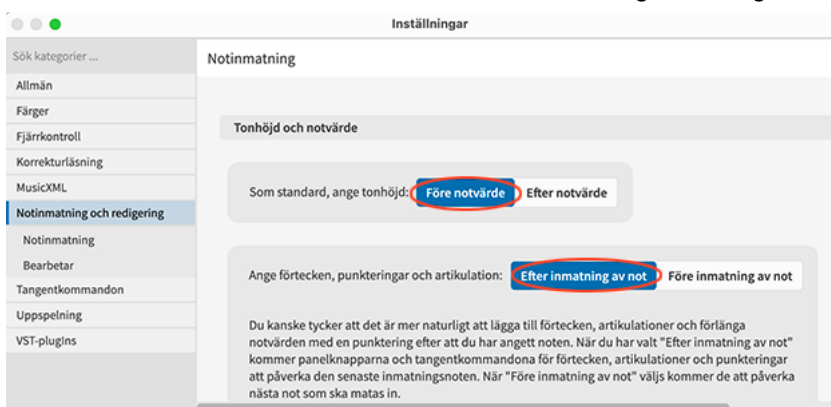 Inställningar
Sök kategorier ...
Allmän
Färger
Fjärrkontroll
Korrekturläsning
MusicXML
Notinmatning och redigering
Notinmatning
Bearbetar
Tangentkommandon
Uppspelning
VST-plugIns
Notinmatning
Tonhöjd och notvärde
Som standard, ange tonhöjd: Före notvärde Efter notvärde
Ange förtecken, punkteringar och artikulation: Efter inmatning av not Före inmatning av not
Du kanske tycker att det är mer naturligt att lägga till förtecken, artikulationer och förlänga
notvärden med en punktering efter att du har angett noten. När du har valt "Efter inmatning av not"
kommer panelknapparna och tangentkommandona för förtecken, artikulationer och punkteringar
att påverka den senaste inmatningsnoten. När "Före inmatning av not" väljs kommer de att påverka
nästa not som ska matas in.